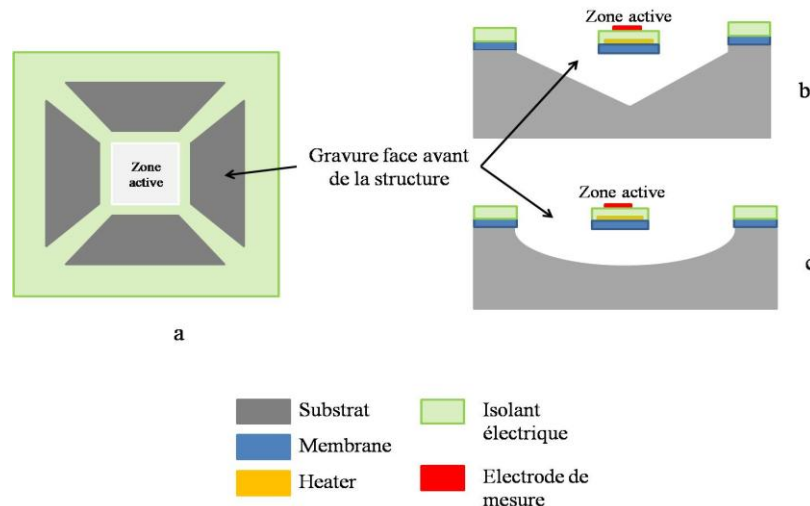 Zone active
b
Zone
active
Gravure face avant
de la structure
Zone active
c
a
Substrat
Membrane
Heater
Isolant
électrique
Electrode de
mesure